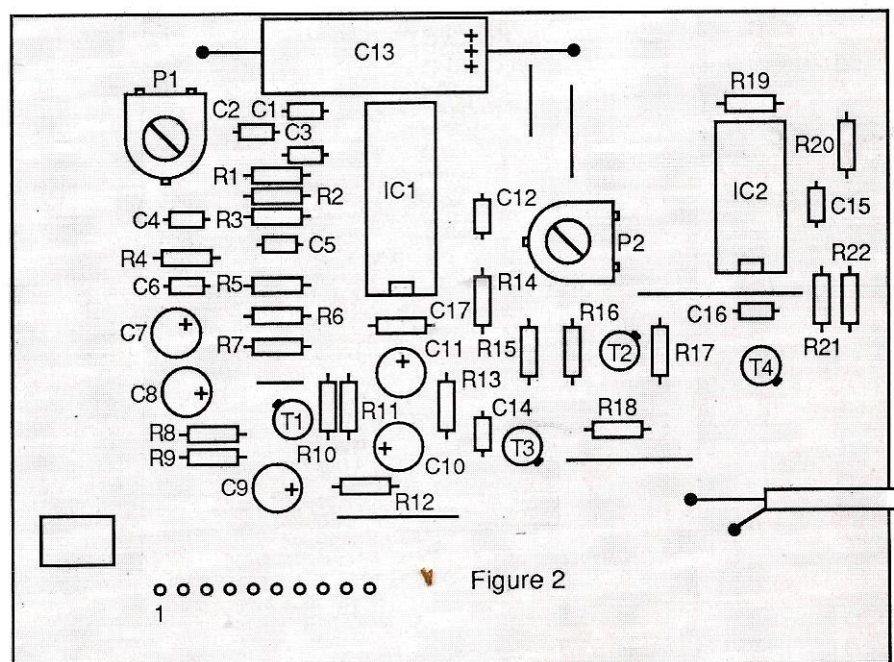 C13
+++
P1
R19
C2
C1
C3
R20
R1
R2
IC1
IC2
C12
C15
C4
R3
C5
P2
R4
R22
C6
R5
R14
C17
R6
R16
C16
C7
R7
C11
R15
T2
R17
R21
T4
R13
C8
T1
R11
C14
R18
R8
R10
T3
R9
C10
C9
R12
Figure 2
1